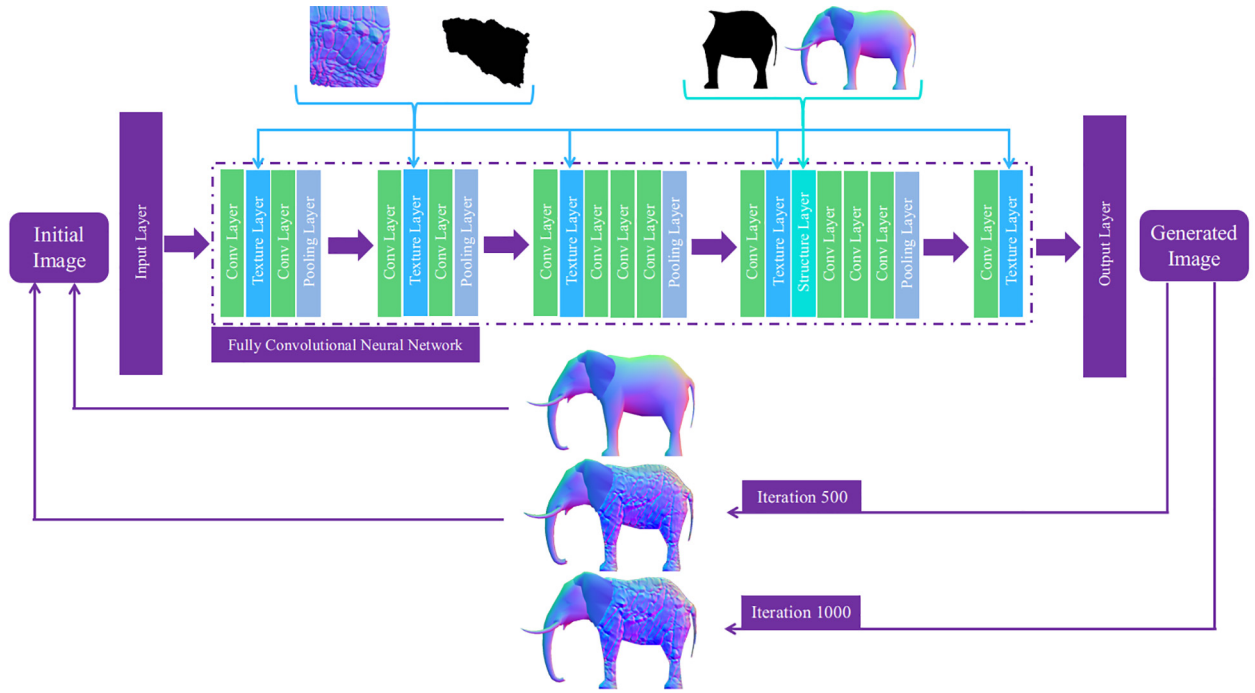 Initial
Image
Input Layer
Conv Layer
Texture Layer
Conv Layer
Pooling Layer
Conv Layer
Texture Layer
Conv Layer
Pooling Layer
Conv Layer
Texture Layer
Conv Layer
Conv Layer
Conv Layer
Pooling Layer
Conv Layer
Texture Layer
Structure Layer
Conv Layer
Conv Layer
Conv Layer
Pooling Layer
Conv Layer
Texture Layer
Output Layer
Generated
Image
Fully Convolutional Neural Network
Iteration 500
Iteration 1000